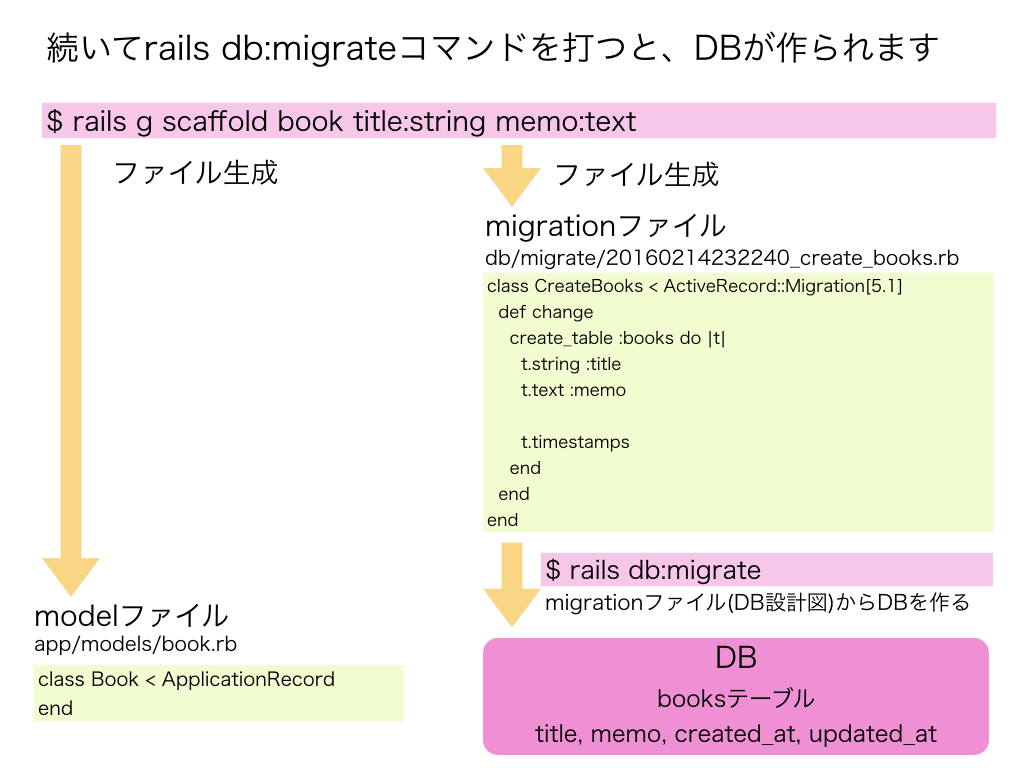 続いてrails db:migrateコマンドを打つと、DBが作られます
$ rails g scaffold book title:string memo:text
ファイル生成
ファイル生成
migrationファイル
db/migrate/20160214232240_create_books.rb
class CreateBooks < ActiveRecord::Migration[5.1]
  def change
    create_table :books do |t|
      t.string :title
      t.text :memo

      t.timestamps
    end
  end
end
$ rails db:migrate
migrationファイル(DB設計図)からDBを作る
modelファイル
app/models/book.rb
class Book < ApplicationRecord
end
DB
booksテーブル
title, memo, created_at, updated_at